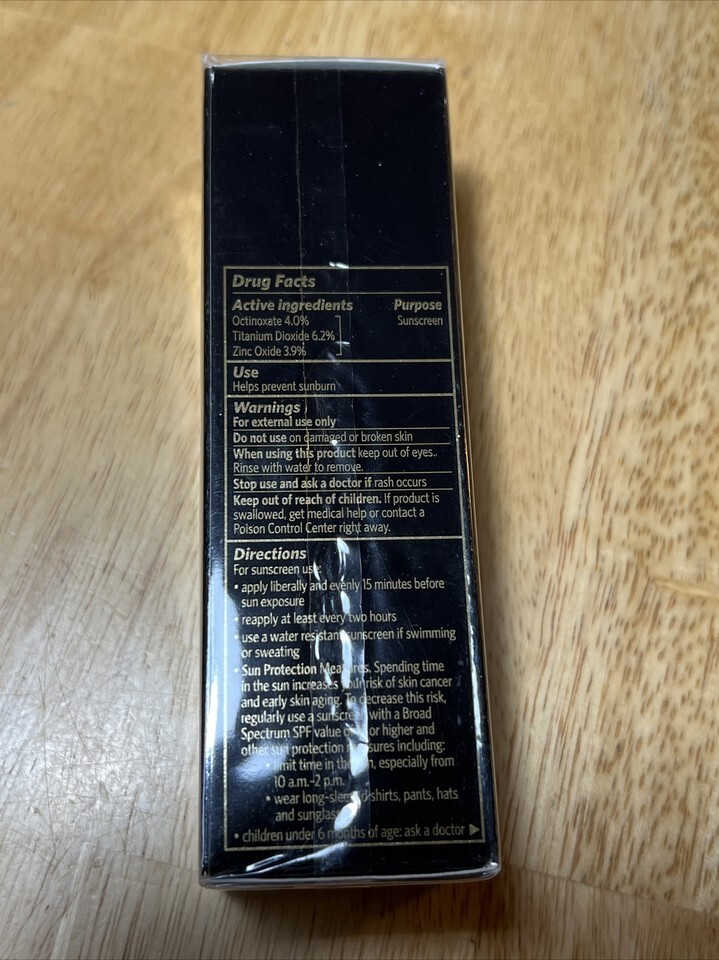 Drug Facts
Active ingredients Purpose
Octinoxate 4.0% Sunscreen
Titanium Dioxide 6.2%
Zinc Oxide 3.9%
Use
Helps prevent sunburn
Warnings
For external use only
Do not use on damaged or broken skin
When using this product keep out of eyes.
Rinse with water to remove.
Stop use and ask a doctor if rash occurs
Keep out of reach of children. If product is
swallowed, get medical help or contact a
Poison Control Center right away.
Directions
For sunscreen use:
• apply liberally and evenly 15 minutes before
sun exposure
• reapply at least every two hours
• use a water resistant sunscreen if swimming
or sweating
• Sun Protection Measures. Spending time
in the sun increases your risk of skin cancer
and early skin aging. To decrease this risk,
regularly use a sunscreen with a Broad
Spectrum SPF value or higher and
other sun protection measures including:
• limit time in the sun, especially from
10 a.m.–2 p.m.
• wear long-sleeved shirts, pants, hats
and sunglasses
• children under 6 months of age: ask a doctor ▶